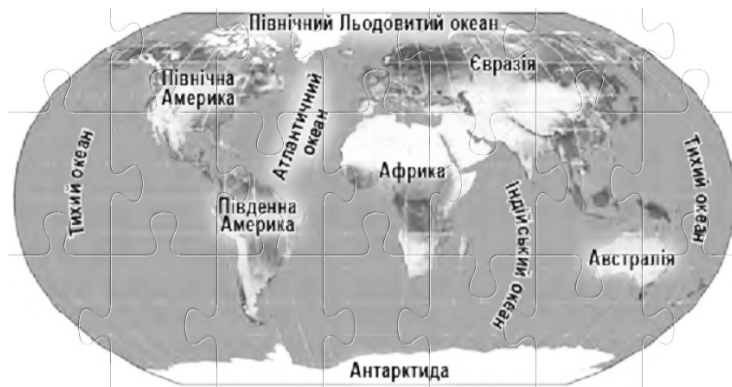 Північний Льодовитий океан
Північна
Америка
Євразія
Атлантичний
океан
Тихий океан
Африка
Тихий океан
Південна
Америка
Індійський океан
Австралія
Антарктида